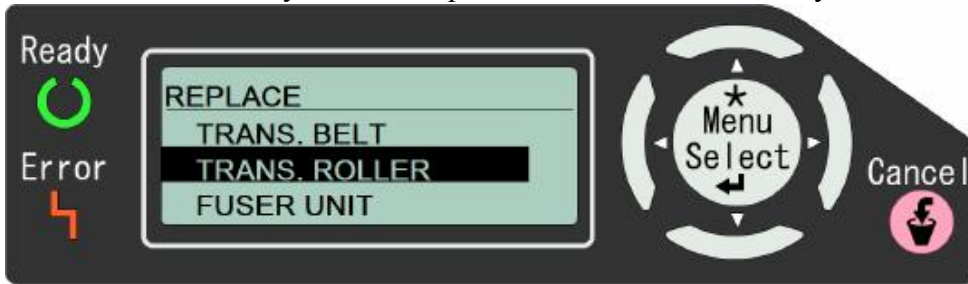 Ready
Error
REPLACE
TRANS. BELT
TRANS. ROLLER
FUSER UNIT
Menu
Select
Cancel